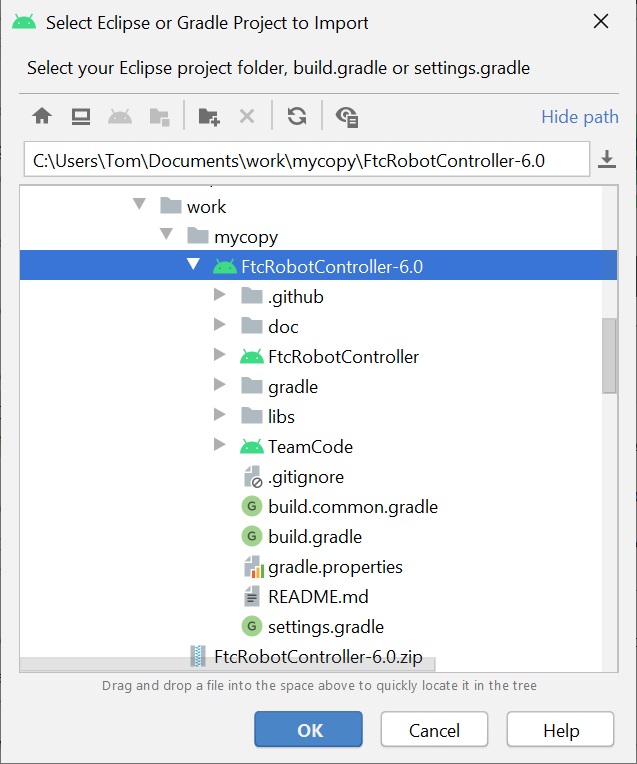 Select Eclipse or Gradle Project to Import
Select your Eclipse project folder, build.gradle or settings.gradle
Hide path
C:\Users\Tom\Documents\work\mycopy\FtcRobotController-6.0
work
mycopy
FtcRobotController-6.0
.github
doc
FtcRobotController
gradle
libs
TeamCode
.gitignore
G build.common.gradle
G build.gradle
gradle.properties
README.md
G settings.gradle
FtcRobotController-6.0.zip
Drag and drop a file into the space above to quickly locate it in the tree
OK Cancel Help